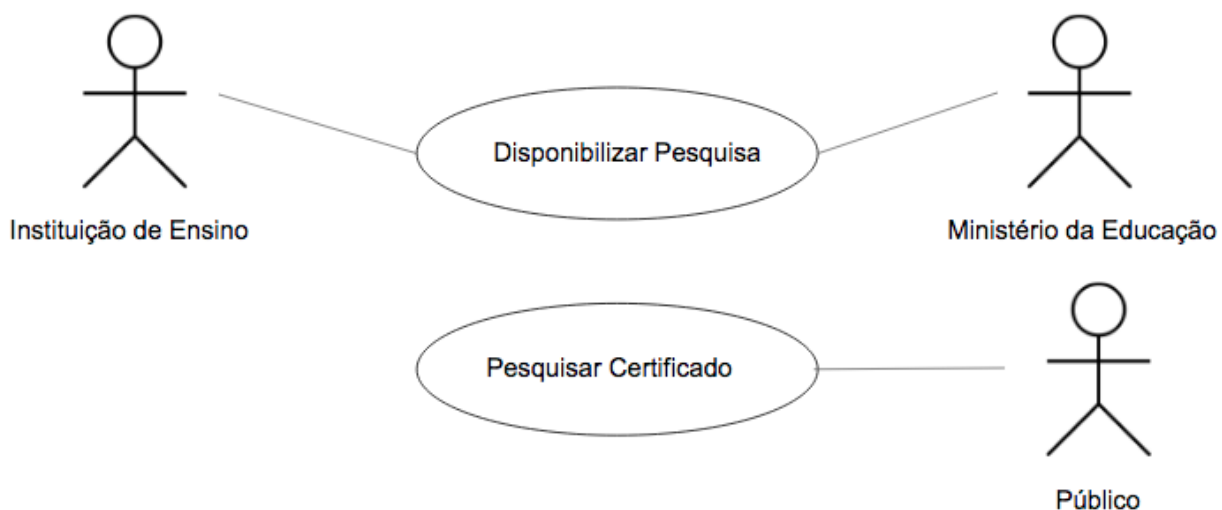 Disponibilizar Pesquisa
Instituição de Ensino
Ministério da Educação
Pesquisar Certificado
Público